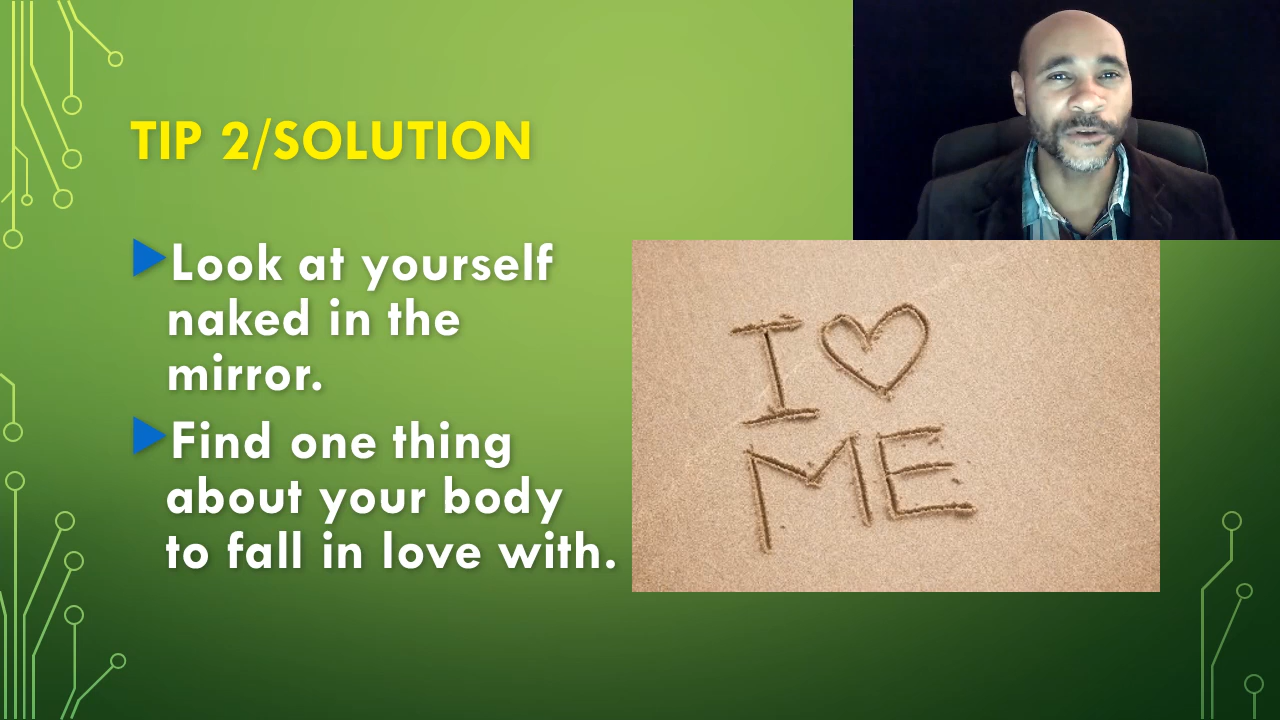 TIP 2/SOLUTION
Look at yourself
naked in the
mirror.
Find one thing
about your body
to fall in love with.
I ♥
ME